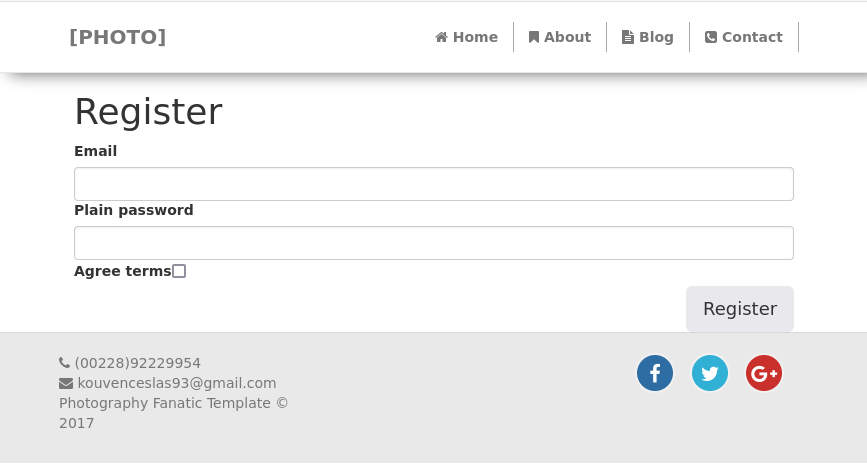 [PHOTO]
Home
About
Blog
Contact
Register
Email
Plain password
Agree terms
Register
(00228)92229954
kouvenceslas93@gmail.com
Photography Fanatic Template ©
2017